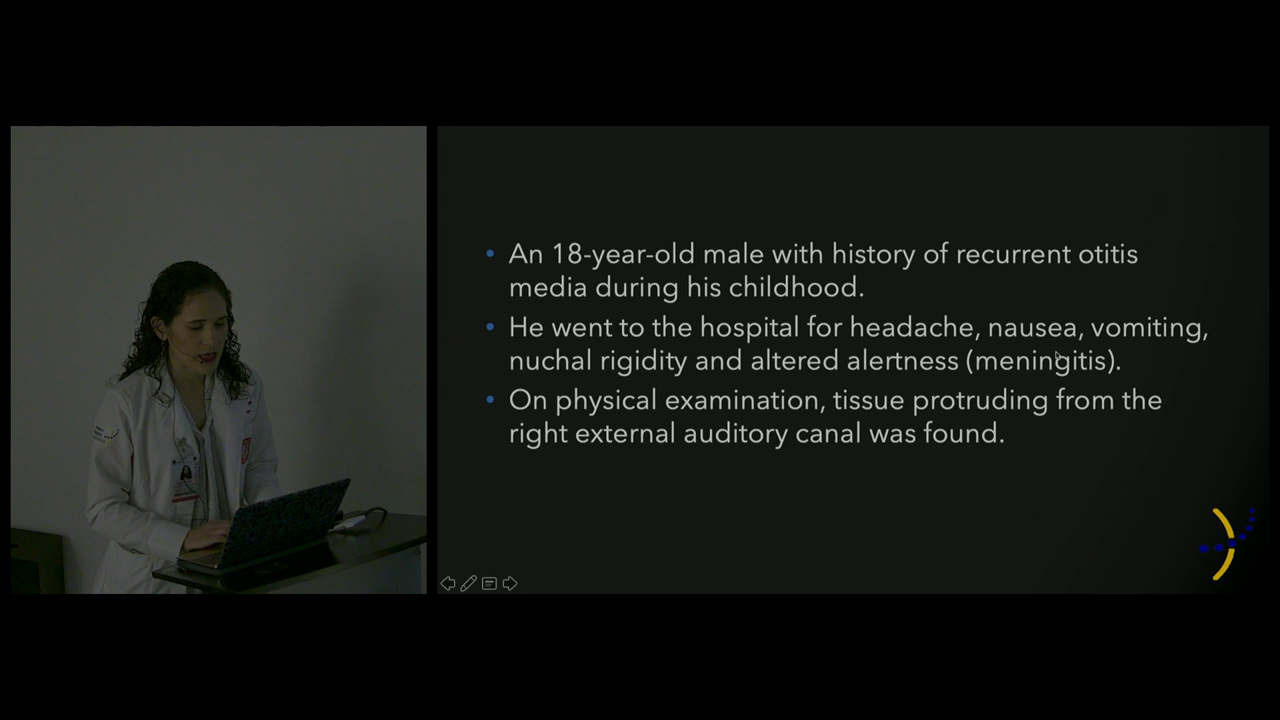 • An 18-year-old male with history of recurrent otitis
media during his childhood.
• He went to the hospital for headache, nausea, vomiting,
nuchal rigidity and altered alertness (meningitis).
• On physical examination, tissue protruding from the
right external auditory canal was found.